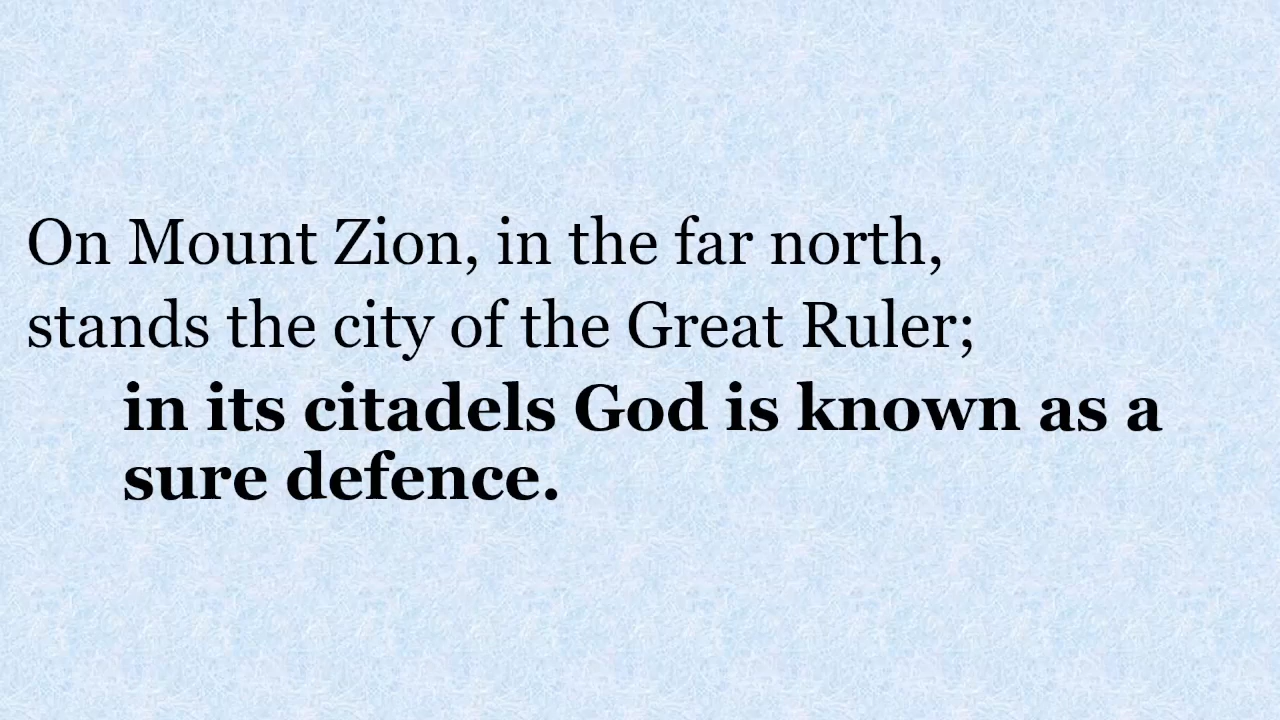 On Mount Zion, in the far north,
stands the city of the Great Ruler;
in its citadels God is known as a
sure defence.